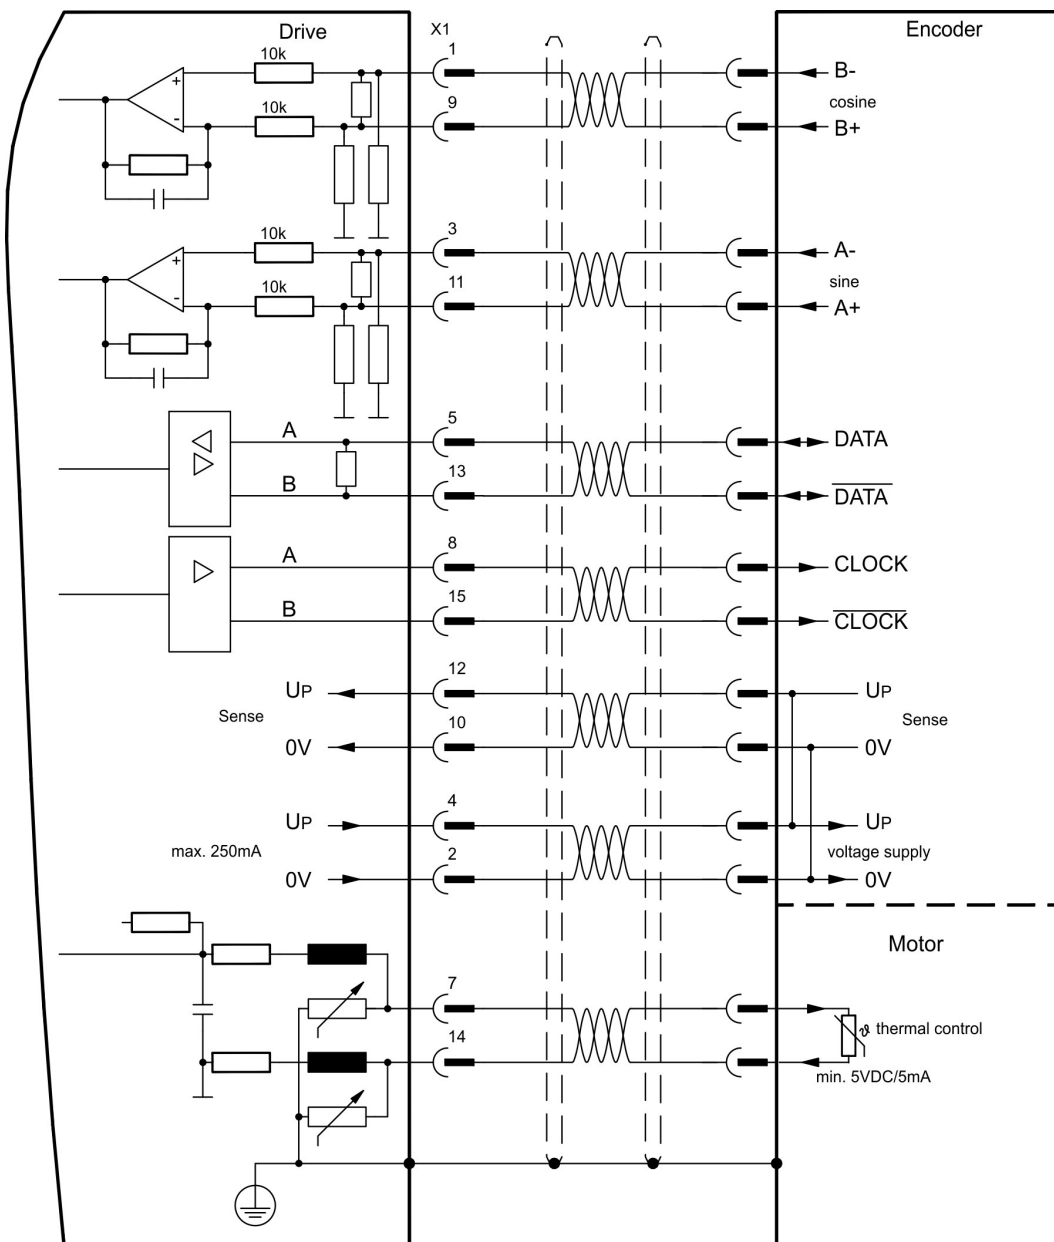 Drive
X1
Encoder
10k
1
B-
+
cosine
10k
9
B+
-
10k
3
A-
+
sine
10k
11
A+
-
A
5
DATA
B
13
DATA
A
8
CLOCK
B
15
CLOCK
UP
12
UP
Sense
Sense
0V
10
0V
UP
4
UP
max. 250mA
voltage supply
0V
2
0V
Motor
7
ϑ thermal control
14
min. 5VDC/5mA